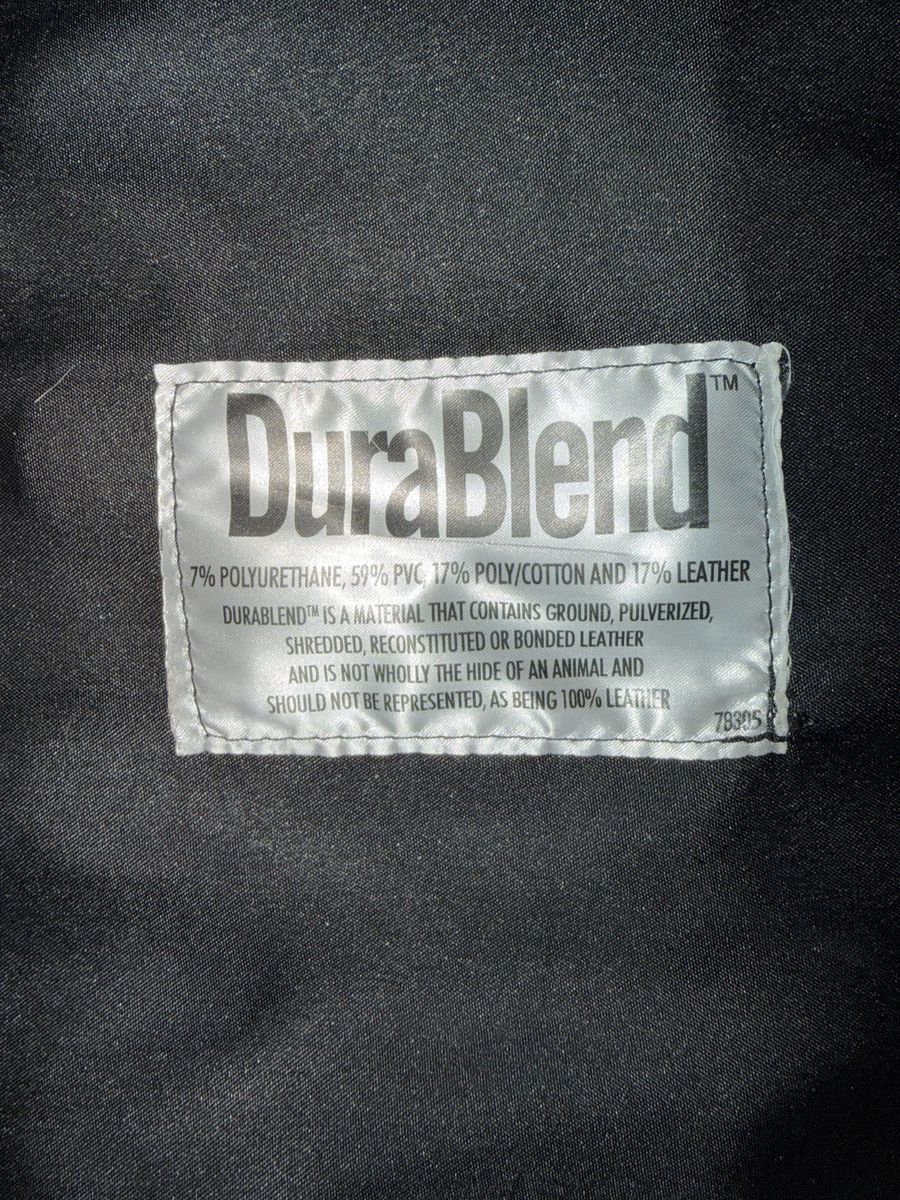 DuraBlend™
7% POLYURETHANE, 59% PVC, 17% POLY/COTTON AND 17% LEATHER
DURABLEND™ IS A MATERIAL THAT CONTAINS GROUND, PULVERIZED,
SHREDDED, RECONSTITUTED OR BONDED LEATHER
AND IS NOT WHOLLY THE HIDE OF AN ANIMAL AND
SHOULD NOT BE REPRESENTED, AS BEING 100% LEATHER
78305